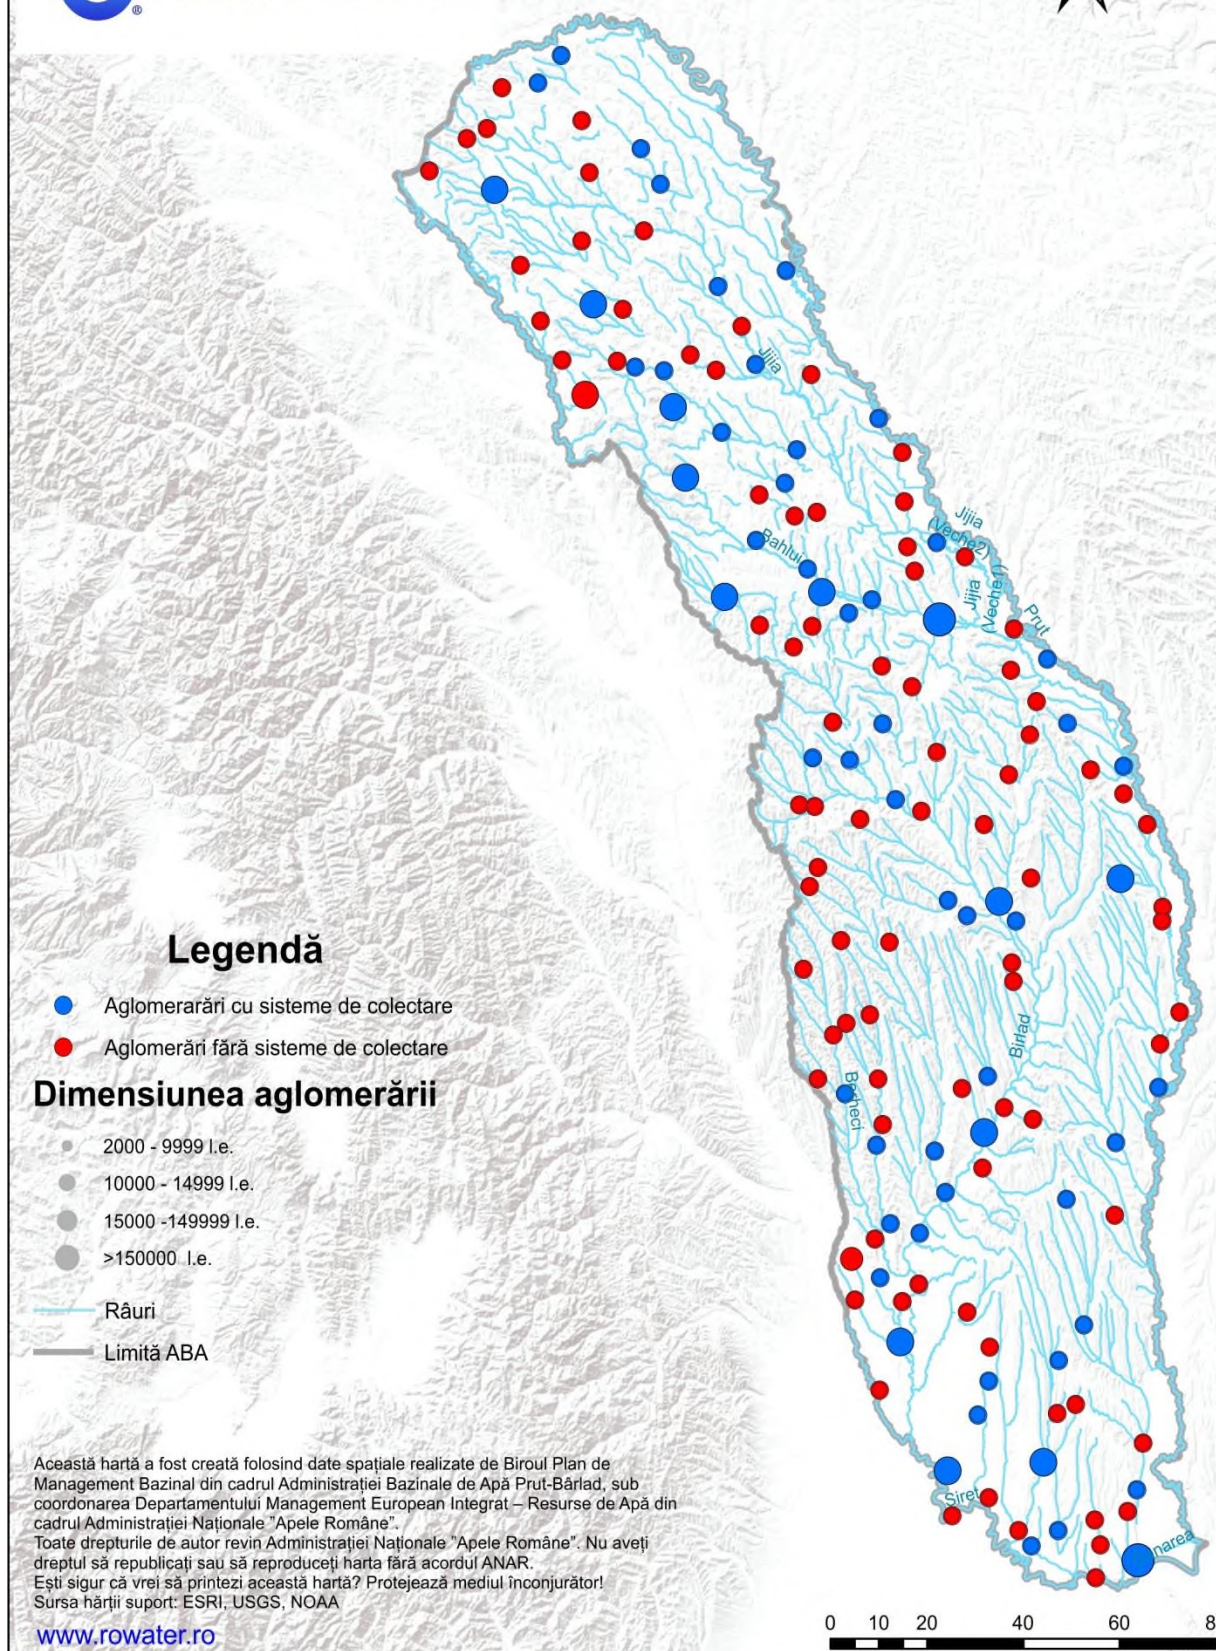 ®
Jijia
Jijia
(Veche2)
Bahlui
Jijia
(Veche1)
Prut
Legendă
Aglomerarări cu sisteme de colectare
Aglomerări fără sisteme de colectare
Bîrlad
Dimensiunea aglomerării
Berheci
2000 - 9999 l.e.
10000 - 14999 l.e.
15000 -149999 l.e.
>150000 l.e.
Râuri
Limită ABA
Această hartă a fost creată folosind date spațiale realizate de Biroul Plan de
Management Bazinal din cadrul Administrației Bazinale de Apă Prut-Bârlad, sub
coordonarea Departamentului Management European Integrat – Resurse de Apă din
cadrul Administrației Naționale "Apele Române".
Toate drepturile de autor revin Administrației Naționale "Apele Române". Nu aveți
dreptul să republicați sau să reproduceți harta fără acordul ANAR.
Ești sigur că vrei să printezi această hartă? Protejează mediul înconjurător!
Sursa hărții suport: ESRI, USGS, NOAA
Siret
narea
www.rowater.ro
0 10 20 40 60 8